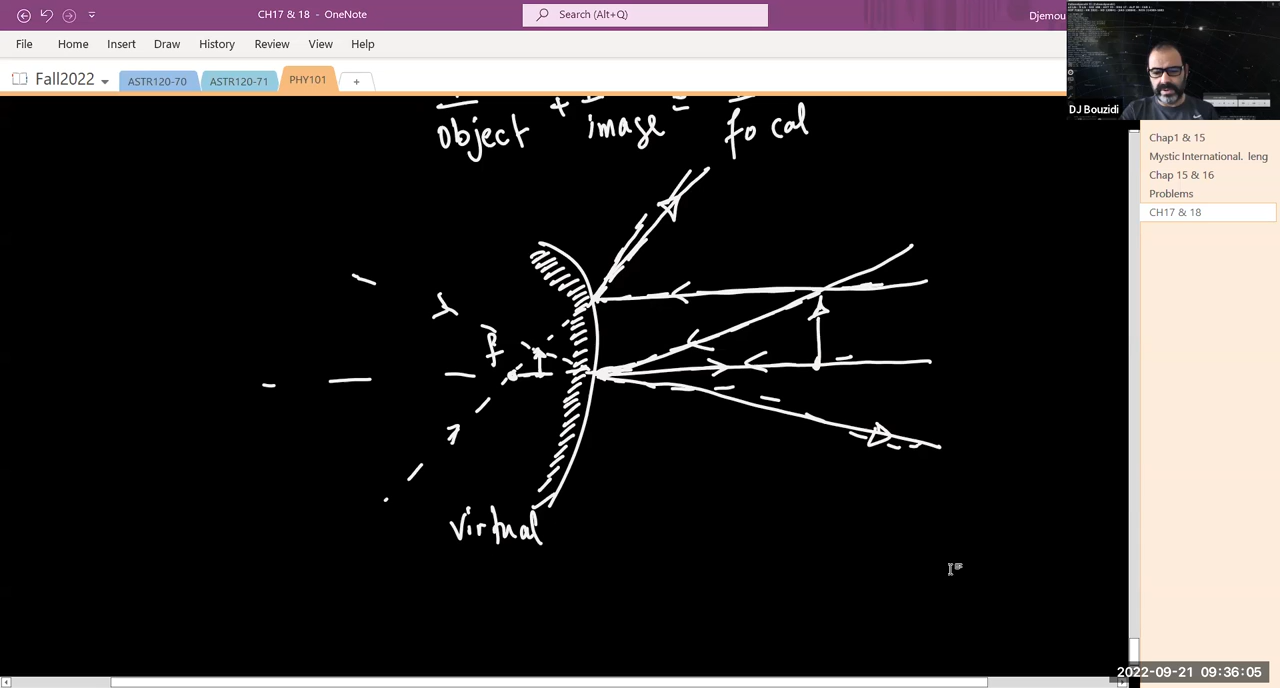 CH17 & 18 - OneNote
Search (Alt+Q)
Djemou
File Home Insert Draw History Review View Help
Fall2022 ASTR120-70 ASTR120-71 PHY101 +
DJ Bouzidi
Chap1 & 15
Mystic International. leng
Chap 15 & 16
Problems
CH17 & 18
object + image = focal
f
virtual
2022-09-21 09:36:05